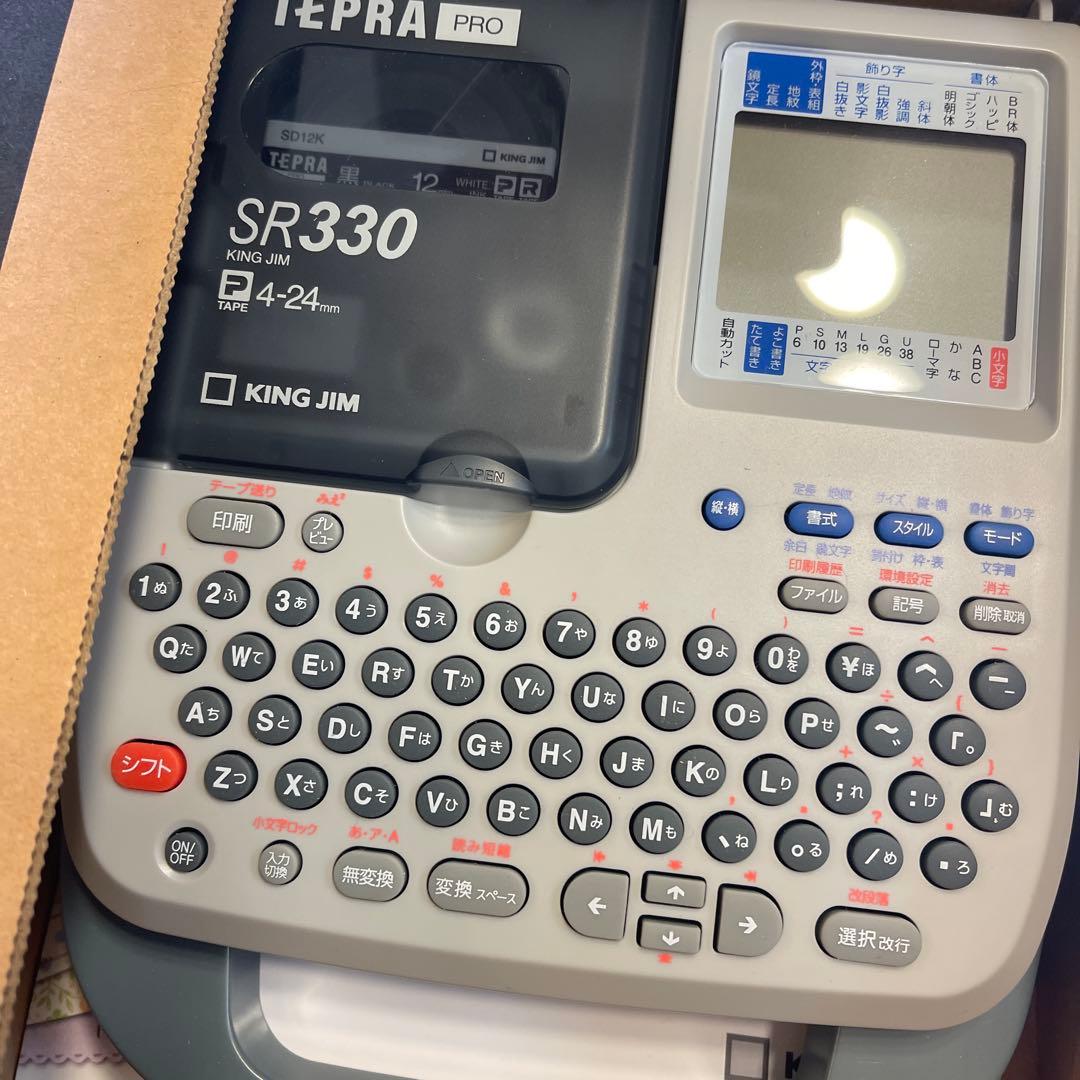 TEPRA PRO
SD12K
KING JIM
TEPRA
黒 BLACK 12 WHITE
SR330
KING JIM
P TAPE 4-24mm
KING JIM
OPEN
飾り字 書体
鏡文字 定長 地紋 外枠・表組 白抜き 影文字 白抜影 強調 斜体 明朝体 ゴシック ハッピ BR体
自動カット たて書き よこ書き P6 S10 M13 L19 G26 U38 ローマ字 かな ABC 小文字
テープ送り みえ²
印刷 プレビュー
定長 地紋 サイズ 縦・横 書体 飾り字
縦・横 書式 スタイル モード
余白 鏡文字 割付け 枠・表 文字間
印刷履歴 環境設定 消去
ファイル 記号 削除 取消
! @ # $ % & ' * ( ) = ^ —
1ぬ 2ふ 3あ 4う 5え 6お 7や 8ゆ 9よ 0わを ¥ほ ^へ ー_
÷ {
Qた Wて Eい Rす Tか Yん Uな Iに Oら Pせ ~゛ 「。
+ × }
Aち Sと Dし Fは Gき Hく Jま Kの Lり ;れ :け 」む
シフト Zつ Xさ Cそ Vひ Bこ Nみ Mも 、ね 。る /め ・ろ
小文字ロック あ・ア・A 読み短縮 改段落
ON/OFF 入力切換 無変換 変換 スペース ← ↑ ↓ → 選択 改行